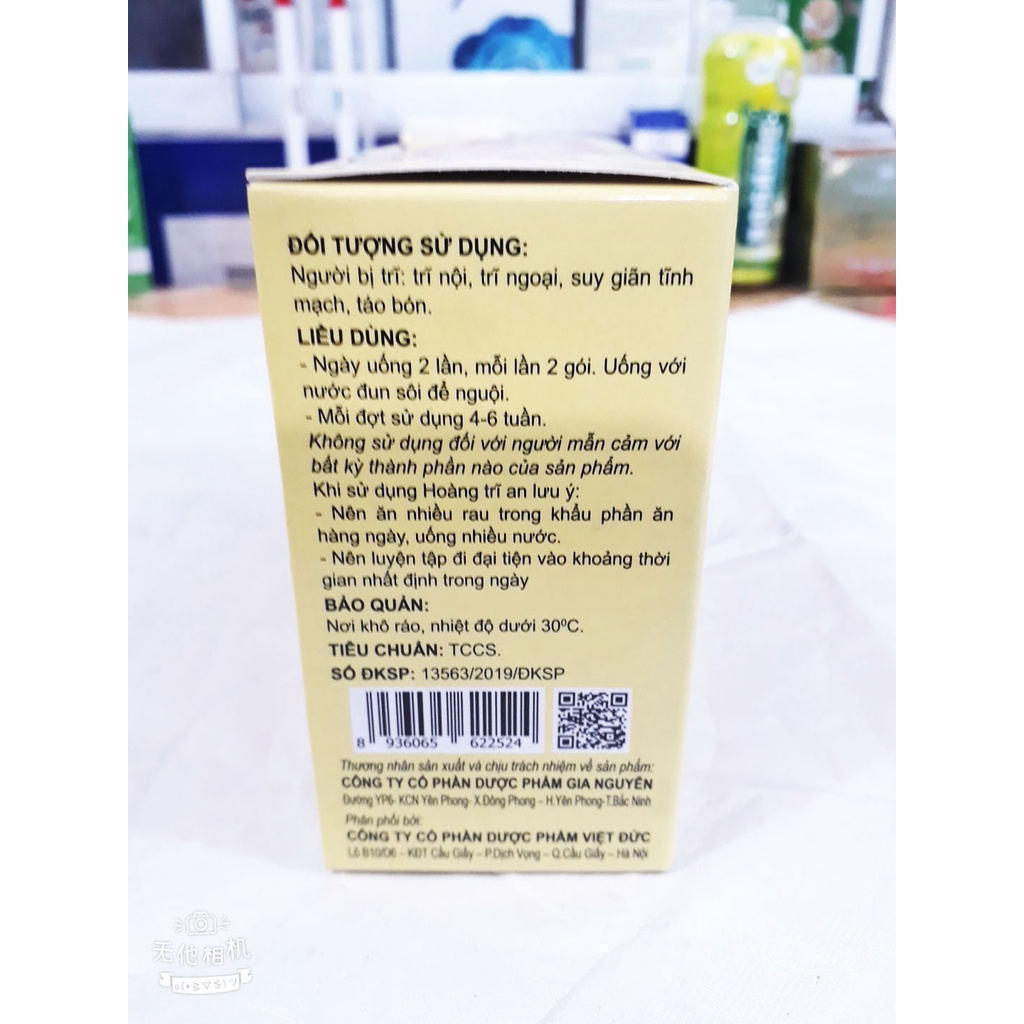 ĐỐI TƯỢNG SỬ DỤNG:
Người bị trĩ: trĩ nội, trĩ ngoại, suy giãn tĩnh
mạch, táo bón.
LIỀU DÙNG:
- Ngày uống 2 lần, mỗi lần 2 gói. Uống với
nước đun sôi để nguội.
- Mỗi đợt sử dụng 4-6 tuần.
Không sử dụng đối với người mẫn cảm với
bất kỳ thành phần nào của sản phẩm.
Khi sử dụng Hoàng trĩ an lưu ý:
- Nên ăn nhiều rau trong khẩu phần ăn
hàng ngày, uống nhiều nước.
- Nên luyện tập đi đại tiện vào khoảng thời
gian nhất định trong ngày
BẢO QUẢN:
Nơi khô ráo, nhiệt độ dưới 30⁰C.
TIÊU CHUẨN: TCCS.
SỐ ĐKSP: 13563/2019/ĐKSP
8 936065 622524
Thương nhân sản xuất và chịu trách nhiệm về sản phẩm:
CÔNG TY CỔ PHẦN DƯỢC PHẨM GIA NGUYỄN
Đường YP6- KCN Yên Phong- X.Đông Phong – H.Yên Phong-T.Bắc Ninh
Phân phối bởi:
CÔNG TY CỔ PHẦN DƯỢC PHẨM VIỆT ĐỨC
Lô B10/D6 – KĐT Cầu Giấy – P.Dịch Vọng – Q.Cầu Giấy – Hà Nội
无他相机